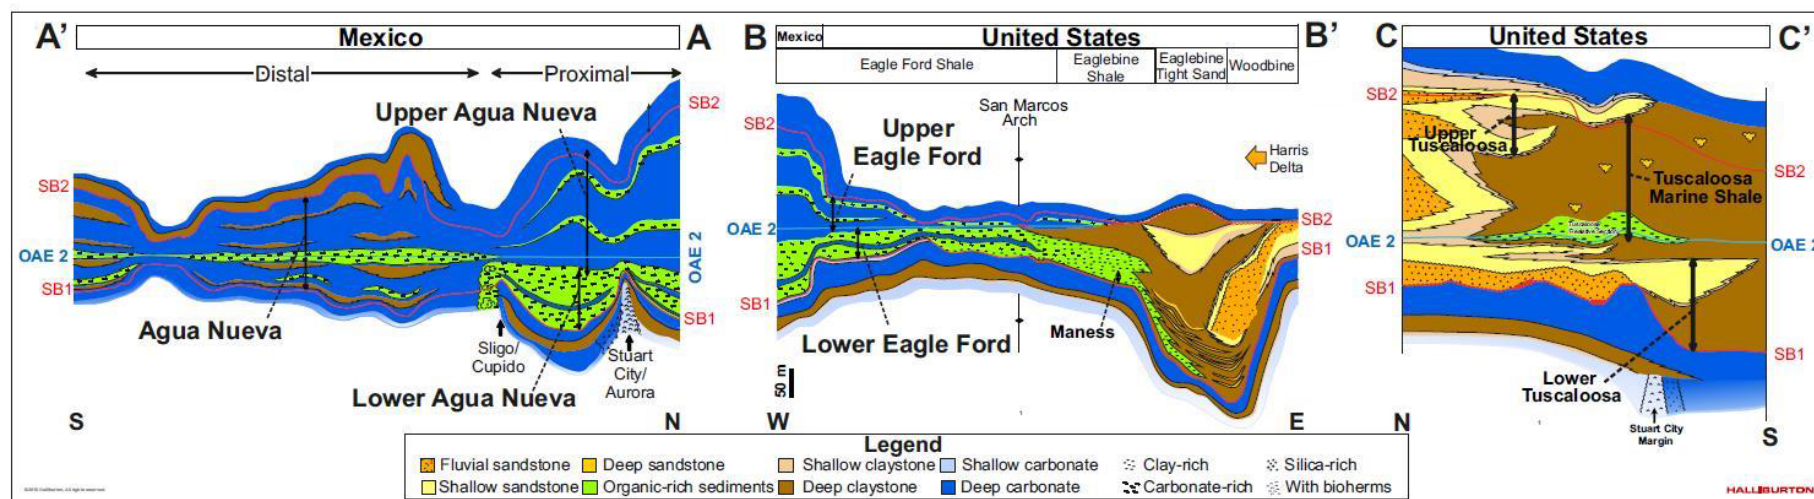 A'
Mexico
A
Distal
Proximal
Upper Agua Nueva
SB2
SB2
OAE 2
OAE 2
SB1
SB1
Agua Nueva
Sligo/
Cupido
Stuart
City/
Aurora
Lower Agua Nueva
S
N
B
Mexico
United States
B'
Eagle Ford Shale
Eaglebine
Shale
Eaglebine
Tight Sand
Woodbine
San Marcos
Arch
SB2
Upper
Eagle Ford
Harris
Delta
OAE 2
SB2
SB1
SB1
Lower Eagle Ford
Maness
50 m
W
E
C
United States
C'
SB2
Upper
Tuscaloosa
SB2
Tuscaloosa
Marine Shale
OAE 2
OAE 2
SB1
SB1
Lower
Tuscaloosa
Stuart City
Margin
N
S
Legend
Fluvial sandstone
Deep sandstone
Shallow claystone
Shallow carbonate
Clay-rich
Silica-rich
Shallow sandstone
Organic-rich sediments
Deep claystone
Deep carbonate
Carbonate-rich
With bioherms
HALLIBURTON